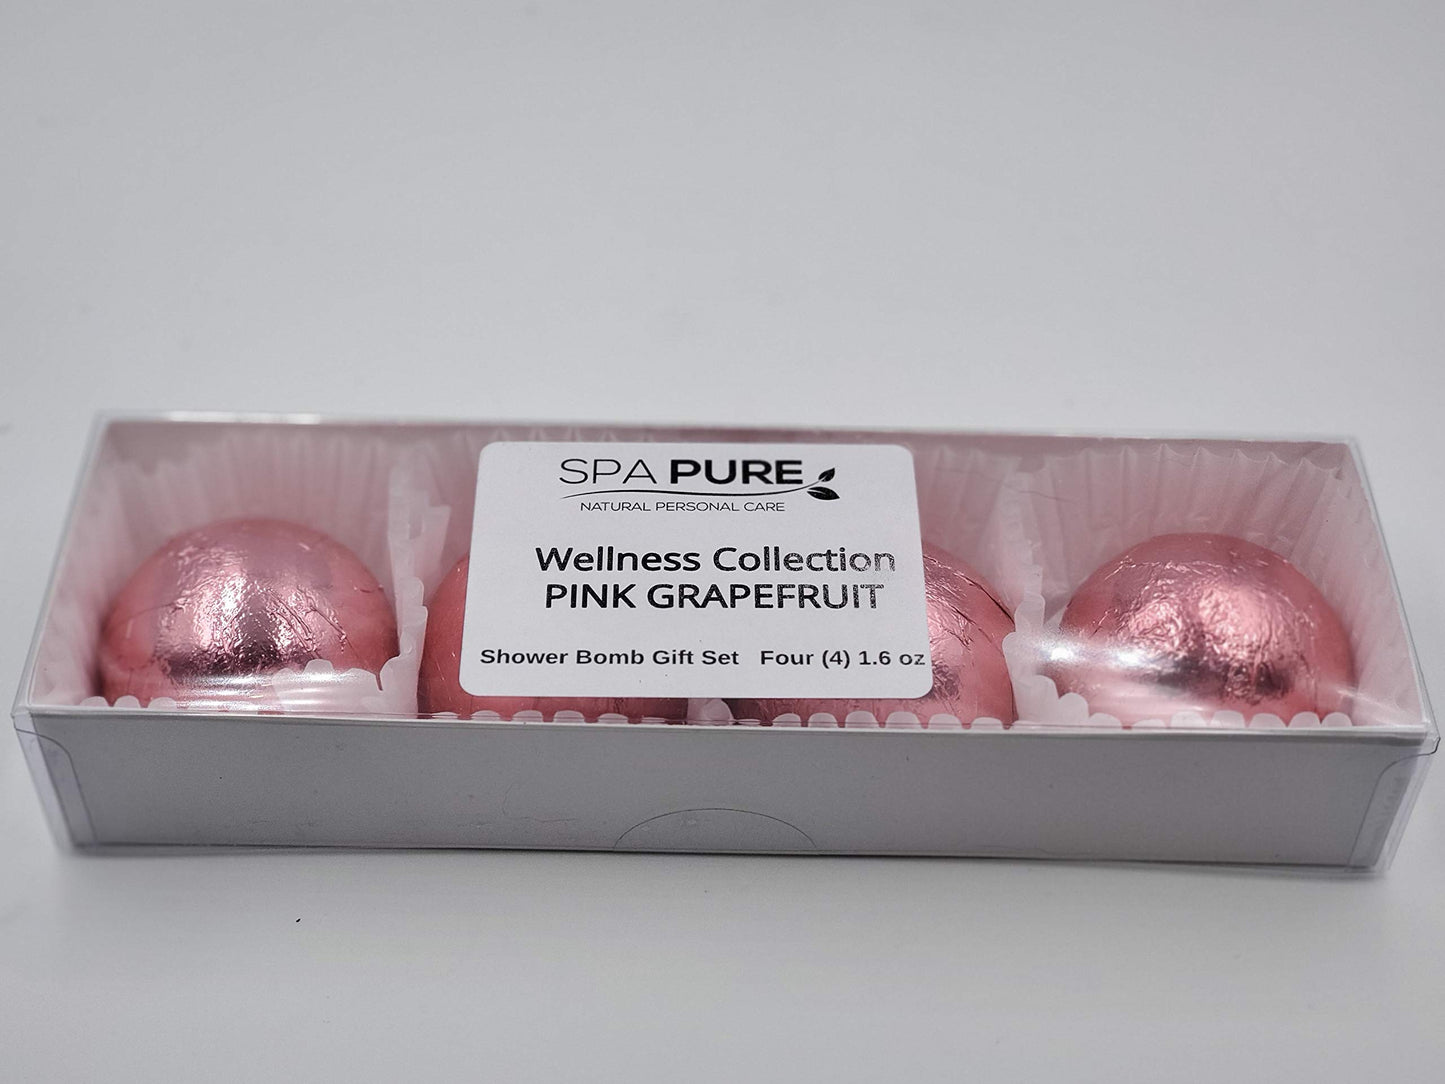 SPA PURE
NATURAL PERSONAL CARE
Wellness Collection
PINK GRAPEFRUIT
Shower Bomb Gift Set Four (4) 1.6 oz